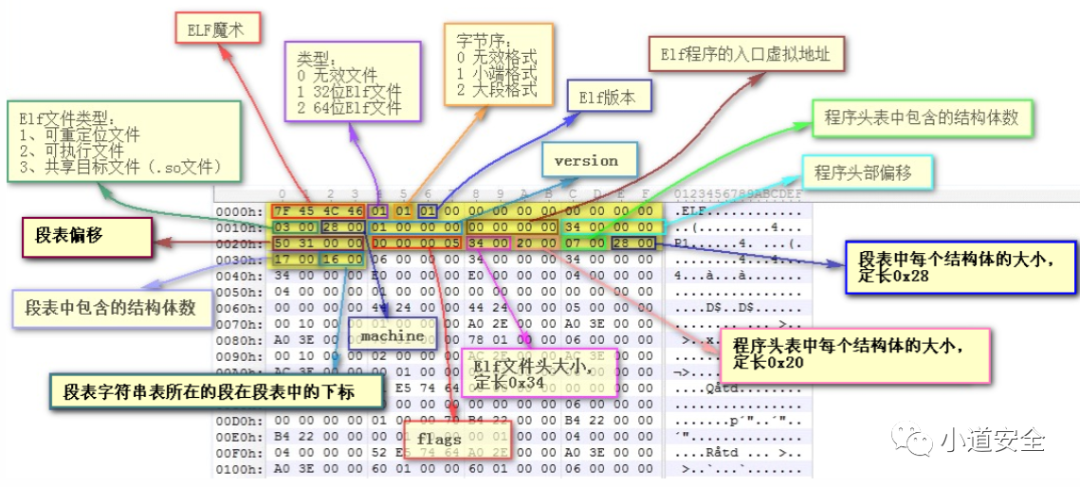 ELF魔术
类型：
0 无效文件
1 32位Elf文件
2 64位Elf文件
字节序：
0 无效格式
1 小端格式
2 大段格式
Elf程序的入口虚拟地址
Elf版本
Elf文件类型：
1、可重定位文件
2、可执行文件
3、共享目标文件（.so文件）
version
程序头表中包含的结构体数
程序头部偏移
0 1 2 3 4 5 6 7 8 9 A B C D E F 0123456789ABCDEF
0000h: 7F 45 4C 46 01 01 01 00 00 00 00 00 00 00 00 00 .ELF............
0010h: 03 00 28 00 01 00 00 00 00 00 00 00 34 00 00 00 ..(.........4...
0020h: 50 31 00 00 00 00 00 05 34 00 20 00 07 00 28 00 P1......4. ...(.
0030h: 17 00 16 00 06 00 00 00 34 00 00 00 34 00 00 00 ........4...4...
0040h: 34 00 00 00 E0 00 00 00 E0 00 00 00 04 00 00 00 4...à...à.......
0050h: 04 00 00 00 01 00 00 00 00 00 00 00 00 00 00 00
0060h: 00 00 00 00 44 24 00 00 44 24 00 00 05 00 00 00 ....D$..D$......
0070h: 00 10 00 00 01 00 00 00 A0 2E 00 00 A0 3E 00 00
0080h: A0 3E 00 00 78 01 00 00 06 00 00 00
0090h: 00 10 00 00 02 00 00 00 AC 2E 00 00 AC 3E 00 00
E5 74 64
00D0h: 00 00 00 00 01 00 00 70 B4 22 00 00 B4 22 00 00
00E0h: B4 22 00 00 00 01 00 00 04 00 00 00
00F0h: 04 00 00 00 52 E5 74 64 A0 2E 00 00 A0 3E 00 00
0100h: A0 3E 00 00 60 01 00 00 60 01 00 00 06 00 00 00
段表偏移
段表中每个结构体的大小，
定长0x28
段表中包含的结构体数
machine
程序头表中每个结构体的大小，
定长0x20
Elf文件头大小，
定长0x34
段表字符串表所在的段在段表中的下标
flags
小道安全